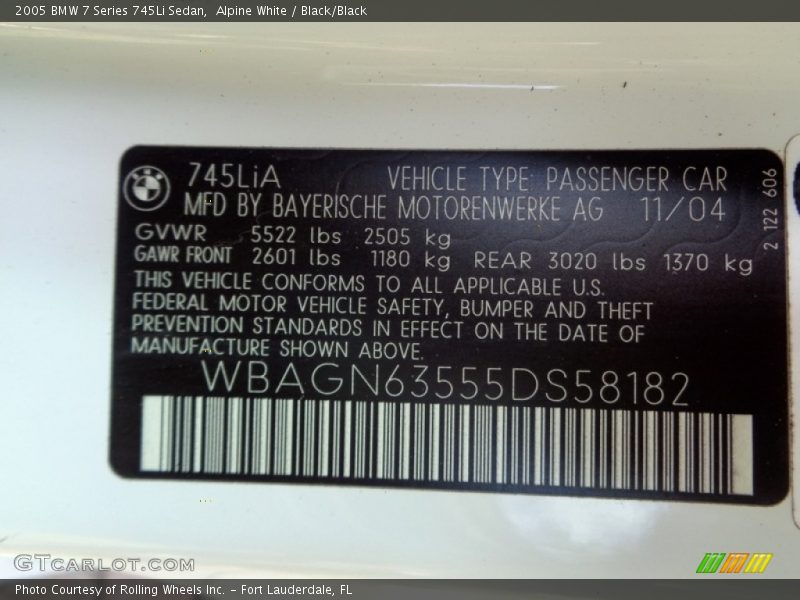 2005 BMW 7 Series 745Li Sedan,  Alpine White / Black/Black
745LiA VEHICLE TYPE PASSENGER CAR
MFD BY BAYERISCHE MOTORENWERKE AG 11/04
GVWR 5522 lbs 2505 kg
GAWR FRONT 2601 lbs 1180 kg REAR 3020 lbs 1370 kg
THIS VEHICLE CONFORMS TO ALL APPLICABLE U.S.
FEDERAL MOTOR VEHICLE SAFETY, BUMPER AND THEFT
PREVENTION STANDARDS IN EFFECT ON THE DATE OF
MANUFACTURE SHOWN ABOVE.
WBAGN63555DS58182
2 122 606
GTCARLOT.COM
Photo Courtesy of Rolling Wheels Inc. – Fort Lauderdale, FL